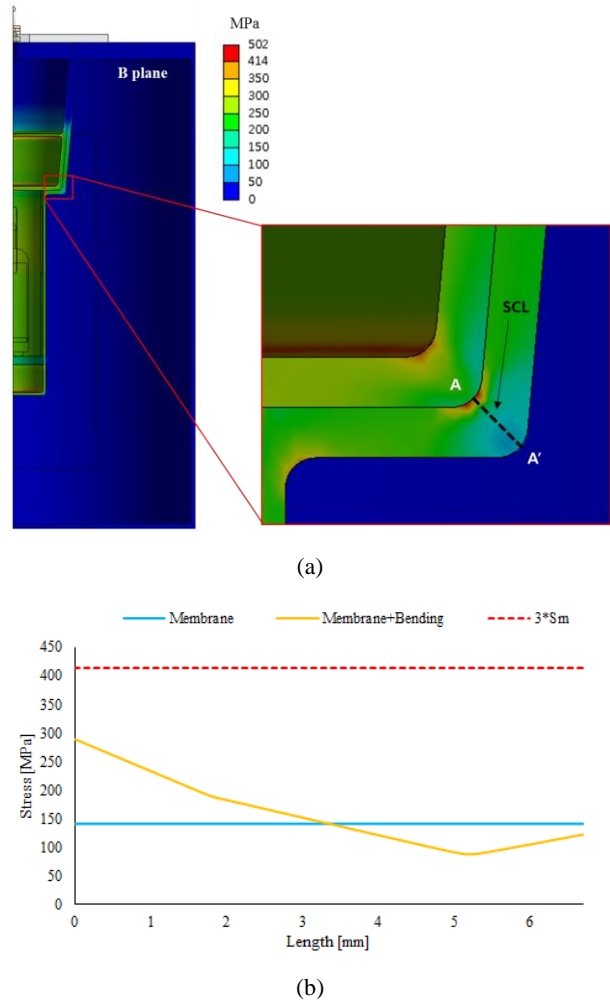 MPa
B plane
502
414
350
300
250
200
150
100
50
0
SCL
A
A'
(a)
Membrane
Membrane+Bending
3*Sm
450
400
350
300
250
200
150
100
50
0
Stress [MPa]
0 1 2 3 4 5 6
Length [mm]
(b)